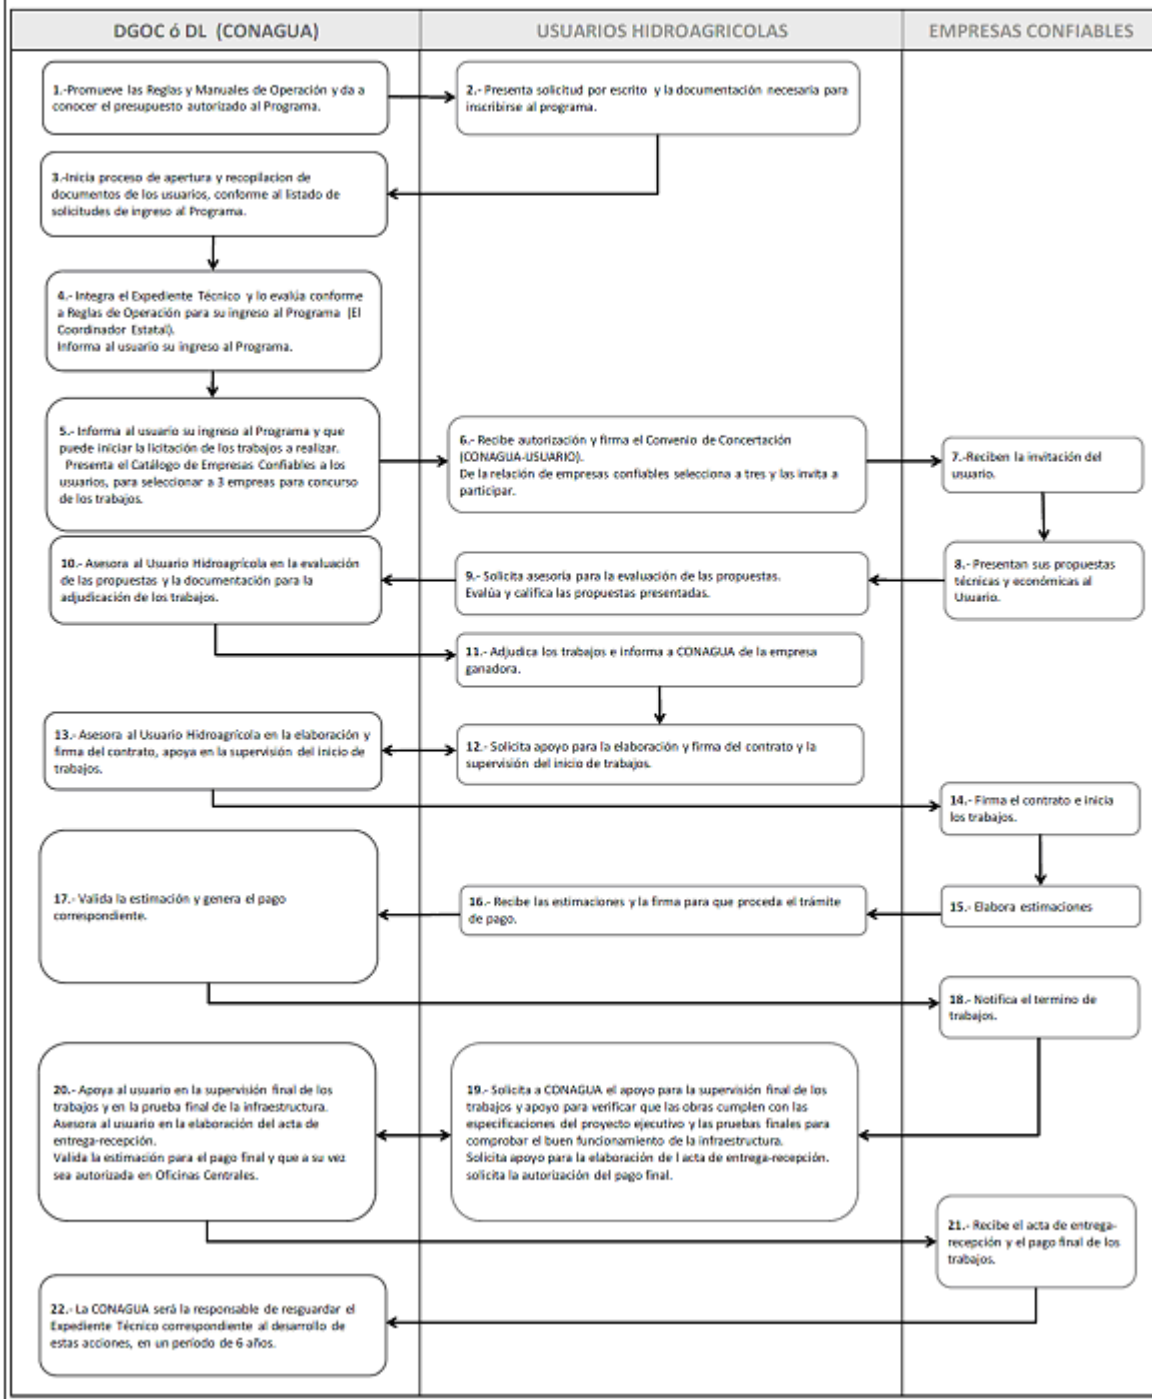 DGOC ó DL (CONAGUA)
USUARIOS HIDROAGRICOLAS
EMPRESAS CONFIABLES
1.-Promueve las Reglas y Manuales de Operación y da a
conocer el presupuesto autorizado al Programa.
2.- Presenta solicitud por escrito y la documentación necesaria para
inscribirse al programa.
3.-Inicia proceso de apertura y recopilacion de
documentos de los usuarios, conforme al listado de
solicitudes de ingreso al Programa.
4.- Integra el Expediente Técnico y lo evalúa conforme
a Reglas de Operación para su ingreso al Programa (El
Coordinador Estatal).
Informa al usuario su ingreso al Programa.
5.- Informa al usuario su ingreso al Programa y que
puede iniciar la licitación de los trabajos a realizar.
Presenta el Catálogo de Empresas Confiables a los
usuarios, para seleccionar a 3 empreas para concurso
de los trabajos.
6.- Recibe autorización y firma el Convenio de Concertación
(CONAGUA-USUARIO).
De la relación de empresas confiables selecciona a tres y las invita a
participar.
7.-Reciben la invitación del
usuario.
8.- Presentan sus propuestas
técnicas y económicas al
Usuario.
9.- Solicita asesoría para la evaluación de las propuestas.
Evalúa y califica las propuestas presentadas.
10.- Asesora al Usuario Hidroagrícola en la evaluación
de las propuestas y la documentación para la
adjudicación de los trabajos.
11.- Adjudica los trabajos e informa a CONAGUA de la empresa
ganadora.
12.- Solicita apoyo para la elaboración y firma del contrato y la
supervisión del inicio de trabajos.
13.- Asesora al Usuario Hidroagrícola en la elaboración y
firma del contrato, apoya en la supervisión del inicio de
trabajos.
14.- Firma el contrato e inicia
los trabajos.
15.- Elabora estimaciones
16.- Recibe las estimaciones y la firma para que proceda el trámite
de pago.
17.- Valida la estimación y genera el pago
correspondiente.
18.- Notifica el termino de
trabajos.
19.- Solicita a CONAGUA el apoyo para la supervisión final de los
trabajos y apoyo para verificar que las obras cumplen con las
especificaciones del proyecto ejecutivo y las pruebas finales para
comprobar el buen funcionamiento de la infraestructura.
Solicita apoyo para la elaboración de l acta de entrega-recepción.
solicita la autorización del pago final.
20.- Apoya al usuario en la supervisión final de los
trabajos y en la prueba final de la infraestructura.
Asesora al usuario en la elaboración del acta de
entrega-recepción.
Valida la estimación para el pago final y que a su vez
sea autorizada en Oficinas Centrales.
21.- Recibe el acta de entrega-
recepción y el pago final de los
trabajos.
22.- La CONAGUA será la responsable de resguardar el
Expediente Técnico correspondiente al desarrollo de
estas acciones, en un período de 6 años.